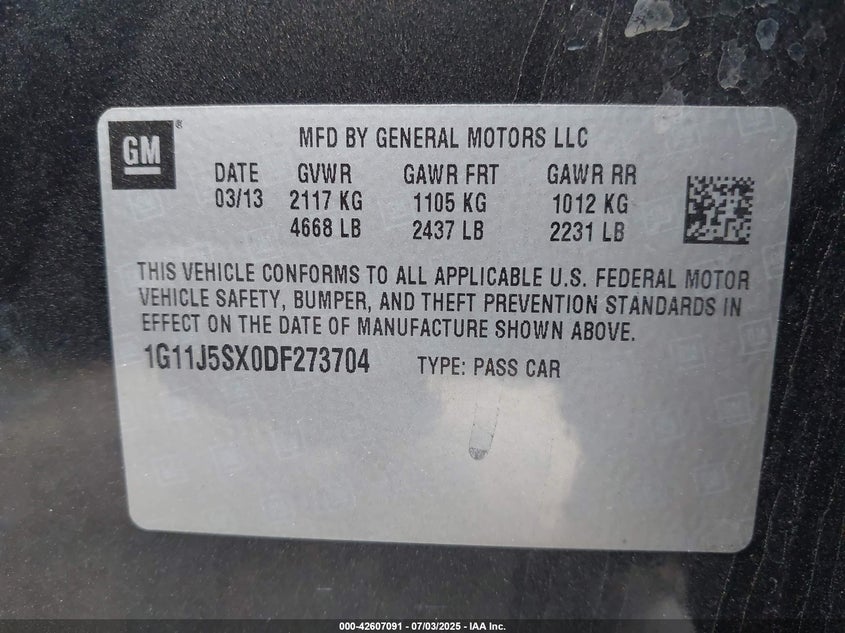 GM®
MFD BY GENERAL MOTORS LLC
DATE GVWR GAWR FRT GAWR RR
03/13 2117 KG 1105 KG 1012 KG
4668 LB 2437 LB 2231 LB
THIS VEHICLE CONFORMS TO ALL APPLICABLE U.S. FEDERAL MOTOR
VEHICLE SAFETY, BUMPER, AND THEFT PREVENTION STANDARDS IN
EFFECT ON THE DATE OF MANUFACTURE SHOWN ABOVE.
1G11J5SX0DF273704 TYPE: PASS CAR
000-42607091 - 07/03/2025 - IAA Inc.